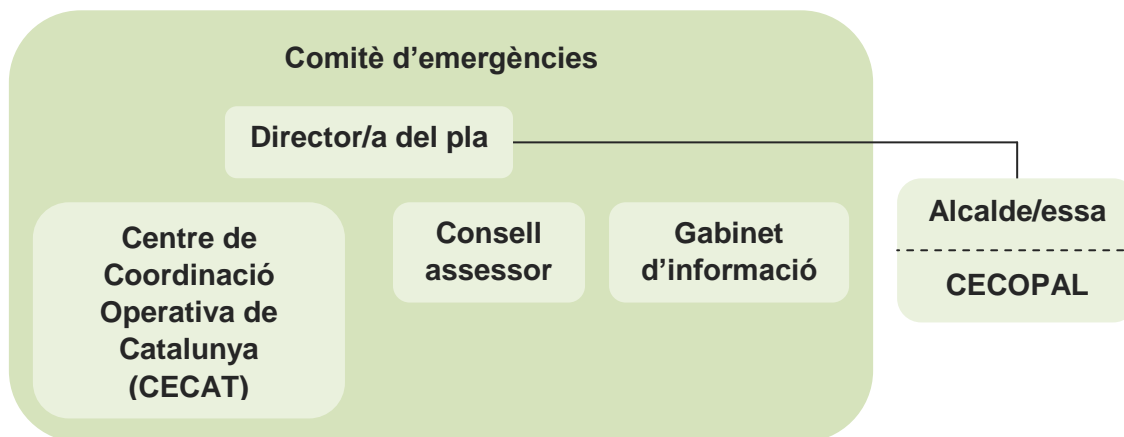 Comitè d’emergències
Director/a del pla
Centre de
Coordinació
Operativa de
Catalunya
(CECAT)
Consell
assessor
Gabinet
d’informació
Alcalde/essa
CECOPAL